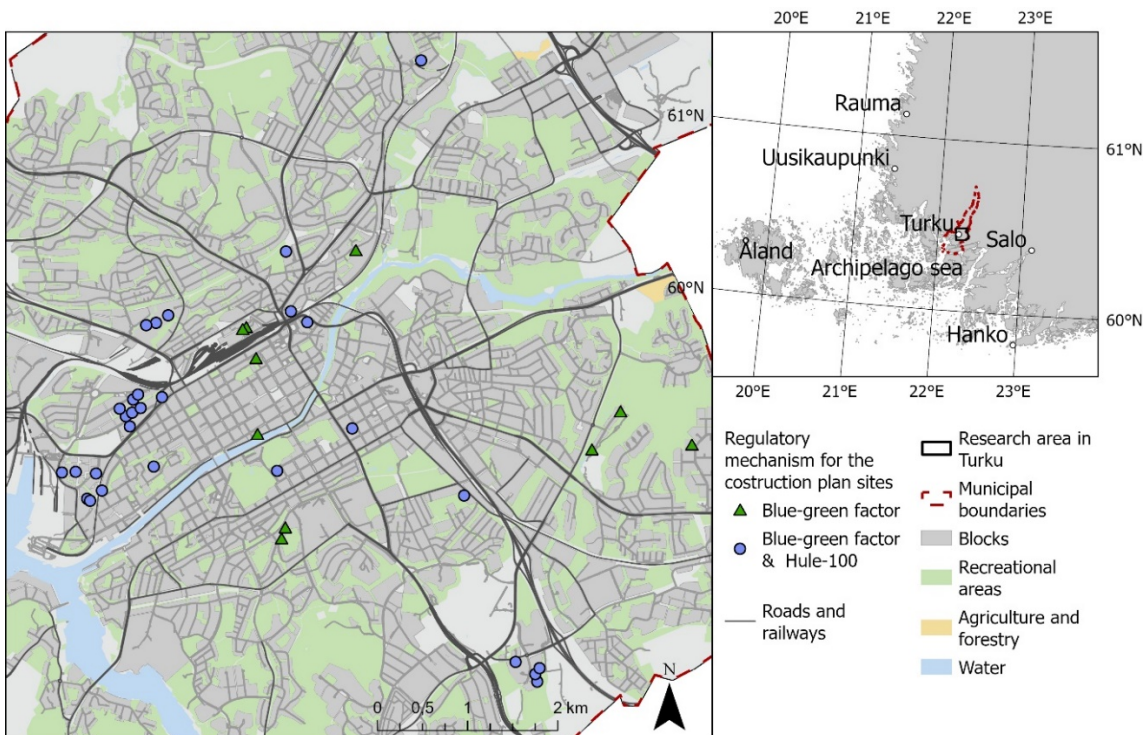 20°E 21°E 22°E 23°E
61°N
60°N
Rauma
Uusikaupunki
Turku
Salo
Åland
Archipelago sea
Hanko
61°N
60°N
20°E 21°E 22°E 23°E
N
0 0,5 1 2 km
Regulatory
mechanism for the
costruction plan sites
Blue-green factor
Blue-green factor
& Hule-100
Roads and
railways
Research area in
Turku
Municipal
boundaries
Blocks
Recreational
areas
Agriculture and
forestry
Water